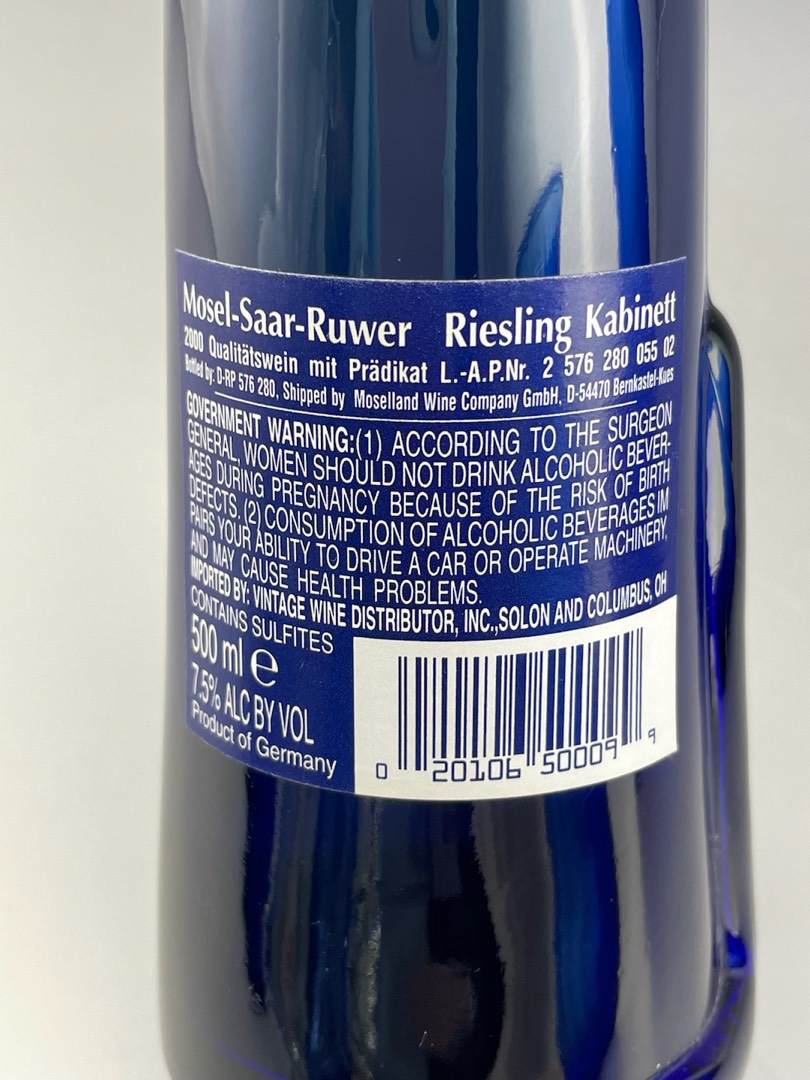 Mosel-Saar-Ruwer Riesling Kabinett
2000 Qualitätswein mit Prädikat L.-A.P.Nr. 2 576 280 055 02
Bottled by: D-RP 576 280, Shipped by Moselland Wine Company GmbH, D-54470 Bernkastel-Kues
GOVERNMENT WARNING:(1) ACCORDING TO THE SURGEON
GENERAL, WOMEN SHOULD NOT DRINK ALCOHOLIC BEVER-
AGES DURING PREGNANCY BECAUSE OF THE RISK OF BIRTH
DEFECTS. (2) CONSUMPTION OF ALCOHOLIC BEVERAGES IM
PAIRS YOUR ABILITY TO DRIVE A CAR OR OPERATE MACHINERY,
AND MAY CAUSE HEALTH PROBLEMS.
IMPORTED BY: VINTAGE WINE DISTRIBUTOR, INC.,SOLON AND COLUMBUS, OH
CONTAINS SULFITES
500 ml e
7.5% ALC BY VOL
Product of Germany
0 20106 50009 9